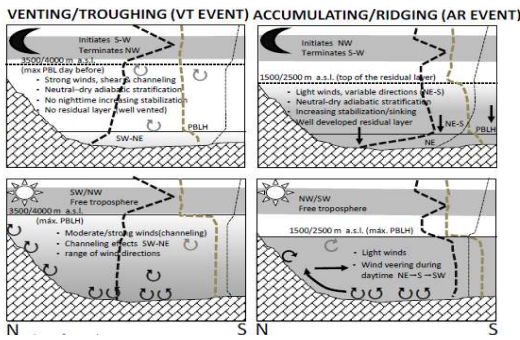 VENTING/TROUGHING (VT EVENT)
Initiates S-W
Terminates NW
3500/4000 m a.s.l.
(max PBL day before)
• Strong winds, shear & channeling
• Neutral–dry adiabatic stratification
• No nighttime increasing stabilization
• No residual layer (well vented)
PBLH
SW-NE
ACCUMULATING/RIDGING (AR EVENT)
Initiates NW
Terminates S-W
1500/2500 m a.s.l. (top of the residual layer)
• Light winds, variable directions (NE-S)
• Neutral-dry adiabatic stratification
• Increasing stabilization/sinking
• Well developed residual layer
NE-S
PBLH
NE
SW/NW
Free troposphere
3500/4000 m a.s.l.
(máx. PBLH)
• Moderate/strong winds(channeling)
• Channeling effects SW-NE
• range of wind directions
NW/SW
Free troposphere
1500/2500 m a.s.l. (máx. PBLH)
• Light winds
• Wind veering during
daytime NE→S→SW
N
S
N
S